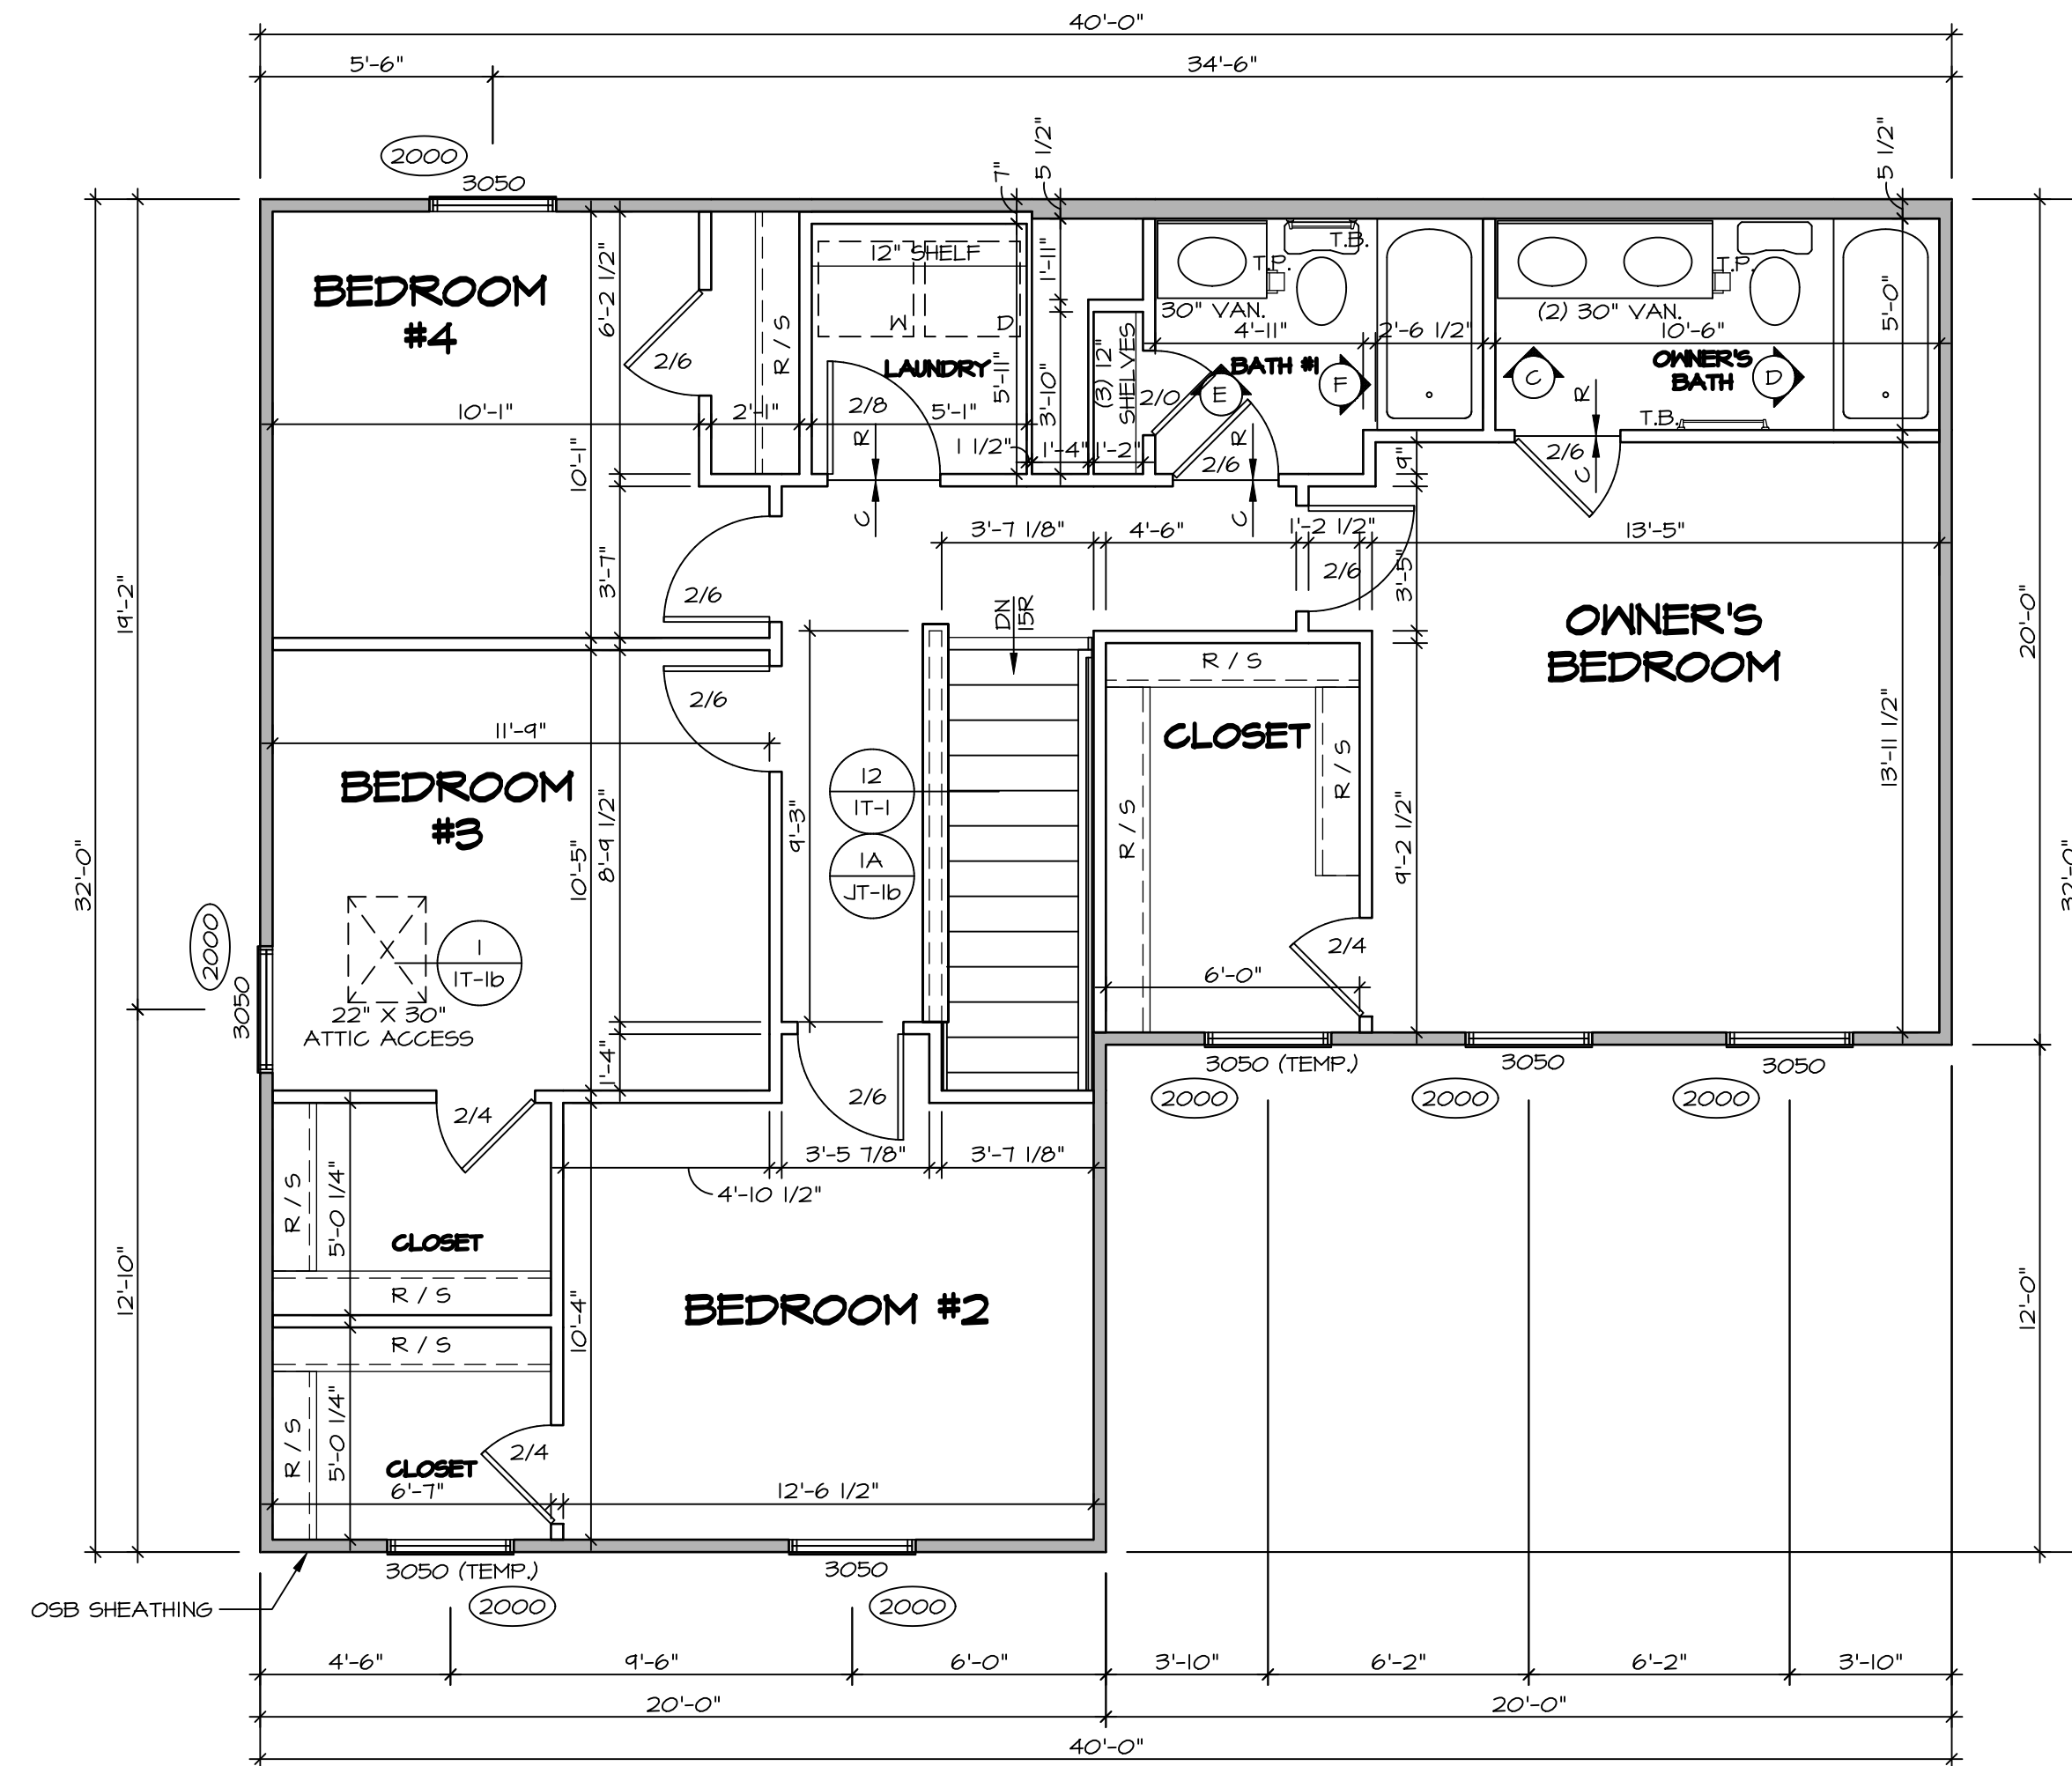 40'-0"
5'-6"
34'-6"
2000
3050
7"
5 1/2"
5 1/2"
BEDROOM
#4
6'-2 1/2"
12" SHELF
W
D
R / S
2/6
LAUNDRY
5'-11"
1'-11"
3'-10"
(3) 12"
SHELVES
30" VAN.
4'-11"
T.P.
T.B.
2'-6 1/2"
BATH #1
E
F
(2) 30" VAN.
10'-6"
T.P.
5'-0"
OWNER'S
BATH
C
D
R
T.B.
10'-1"
2'-1"
2/8
5'-1"
2/0
R
R
1 1/2"
1'-4"
1'-2"
2/6
2/6
C
9"
10'-1"
C
C
3'-7 1/8"
4'-6"
1'-2 1/2"
13'-5"
3'-7"
2/6
2/6
3'-5"
DN
15R
19'-2"
20'-0"
OWNER'S
BEDROOM
R / S
2/6
11'-9"
CLOSET
13'-11 1/2"
BEDROOM
#3
12
1T-1
R / S
R / S
9'-3"
8'-9 1/2"
10'-5"
9'-2 1/2"
32'-0"
32'-0"
1A
JT-1b
2000
3050
1
1T-1b
2/4
6'-0"
22" X 30"
ATTIC ACCESS
1'-4"
3050 (TEMP.)
3050
3050
2000
2000
2000
2/4
2/6
3'-5 7/8"
3'-7 1/8"
4'-10 1/2"
R / S
5'-0 1/4"
CLOSET
R / S
BEDROOM #2
12'-10"
12'-0"
10'-4"
R / S
R / S
5'-0 1/4"
2/4
CLOSET
6'-7"
12'-6 1/2"
3050 (TEMP.)
3050
OSB SHEATHING
2000
2000
4'-6"
9'-6"
6'-0"
3'-10"
6'-2"
6'-2"
3'-10"
20'-0"
20'-0"
40'-0"